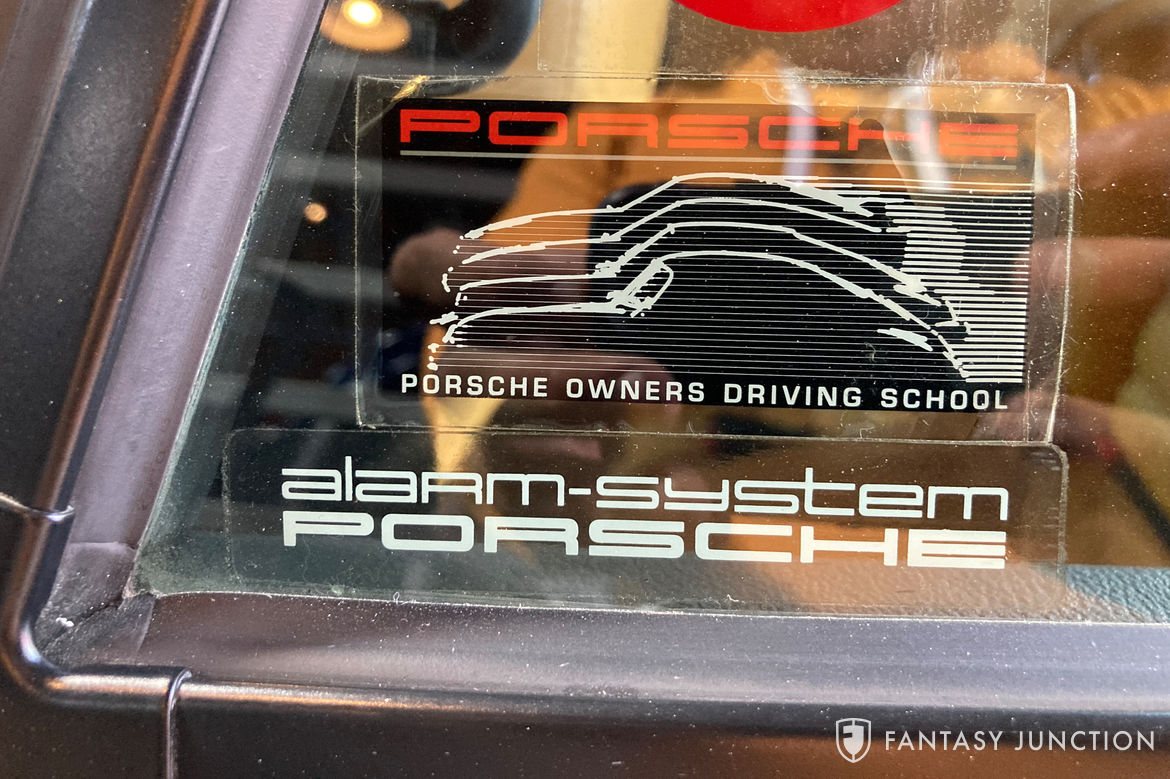 PORSCHE
PORSCHE OWNERS DRIVING SCHOOL
alarm-system
PORSCHE
FANTASY JUNCTION